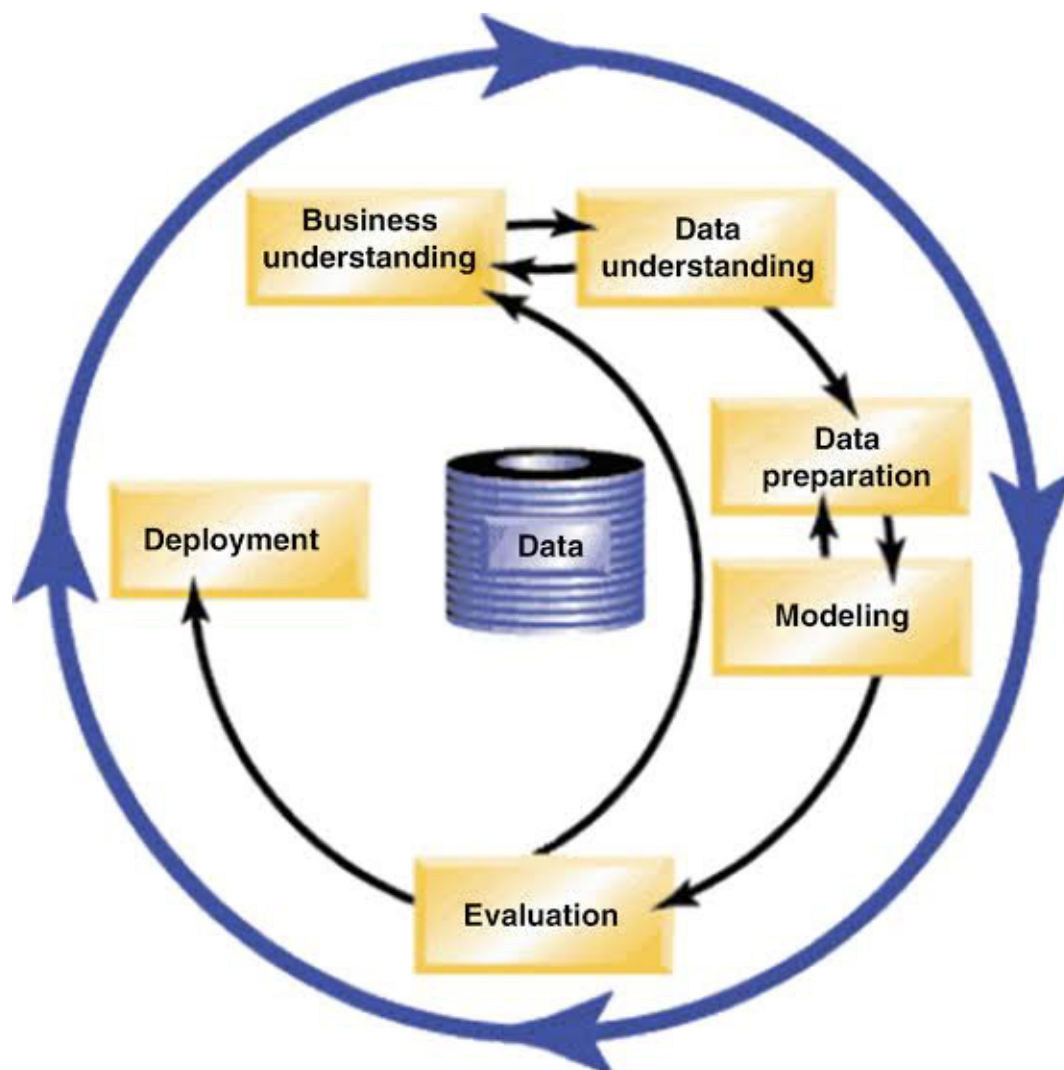 Business
understanding
Data
understanding
Data
preparation
Deployment
Data
Modeling
Evaluation